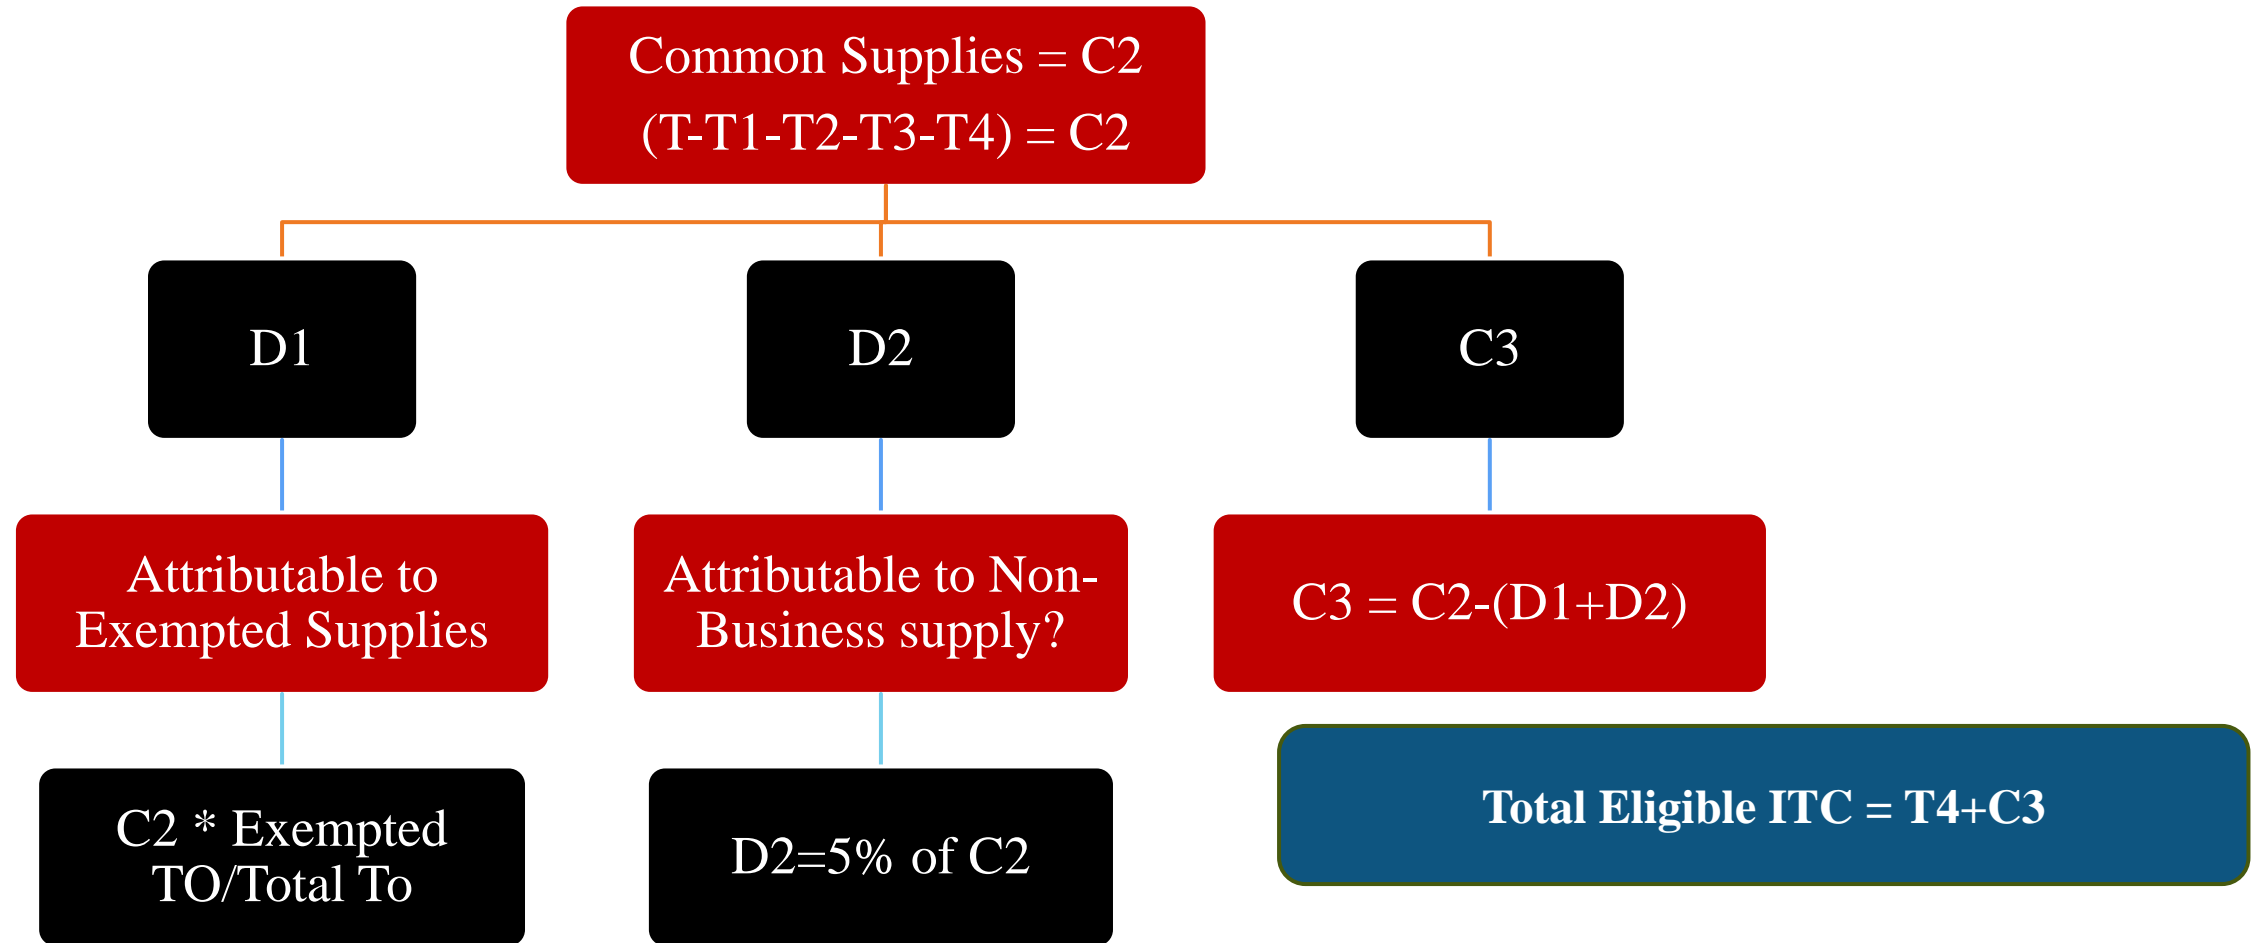 Common Supplies = C2
(T-T1-T2-T3-T4) = C2
D1
D2
C3
Attributable to
Exempted Supplies
Attributable to Non-
Business supply?
C3 = C2-(D1+D2)
C2 * Exempted
TO/Total To
D2=5% of C2
Total Eligible ITC = T4+C3